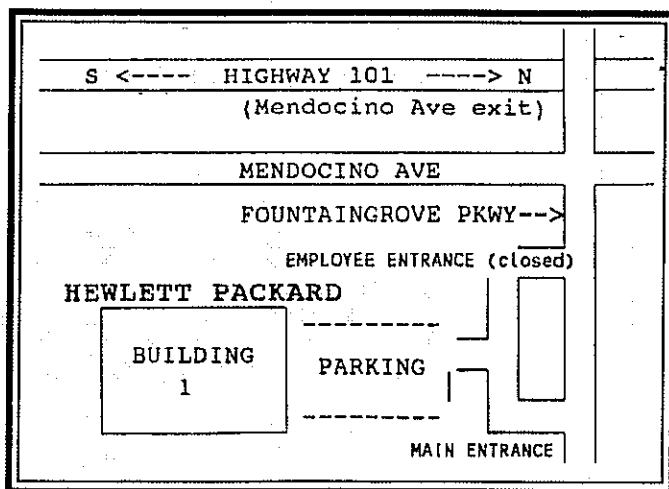 S <---- HIGHWAY 101 ----> N
(Mendocino Ave exit)
MENDOCINO AVE
FOUNTAINGROVE PKWY-->
EMPLOYEE ENTRANCE (closed)
HEWLETT PACKARD
BUILDING
1
PARKING
MAIN ENTRANCE